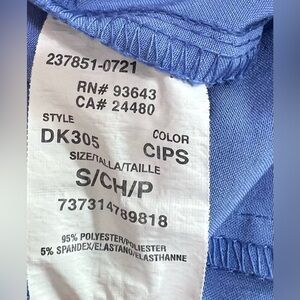 237851-0721
RN# 93643
CA# 24480
STYLE
COLOR
DK305
CIPS
SIZE/TALLA/TAILLE
S/CH/P
737314789818
95% POLYESTER/POLIESTER
5% SPANDEX/ELASTANO/ELASTHANNE